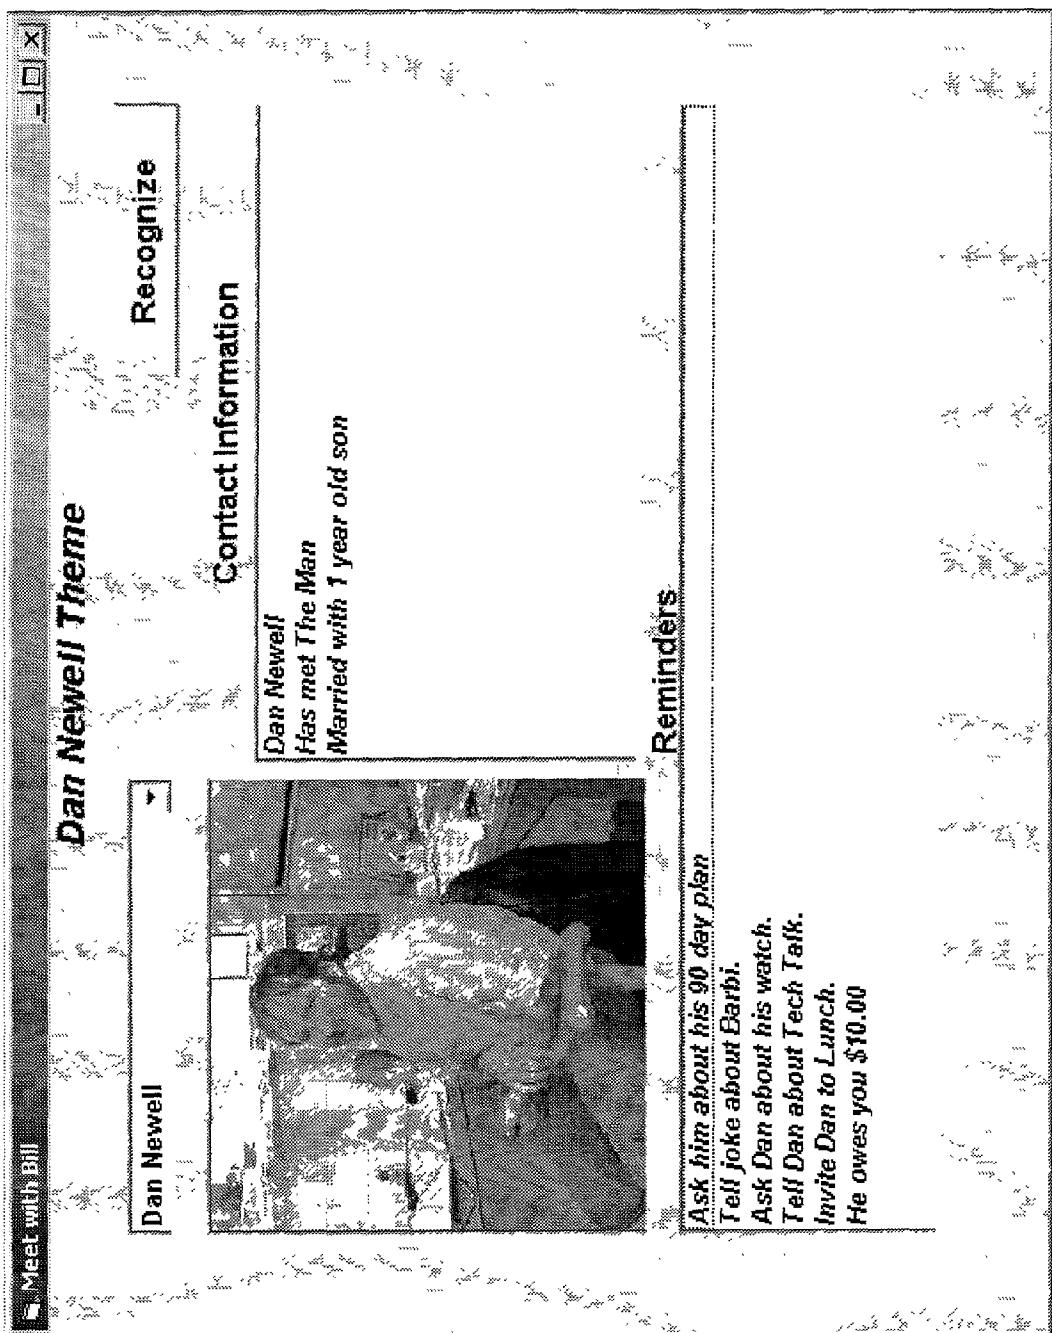 Meet with Bill
Dan Newell Theme
Dan Newell
Recognize
Contact Information
Dan Newell
Has met The Man
Married with 1 year old son
Reminders
Ask him about his 90 day plan
Tell joke about Barbi.
Ask Dan about his watch.
Tell Dan about Tech Talk.
Invite Dan to Lunch.
He owes you $10.00